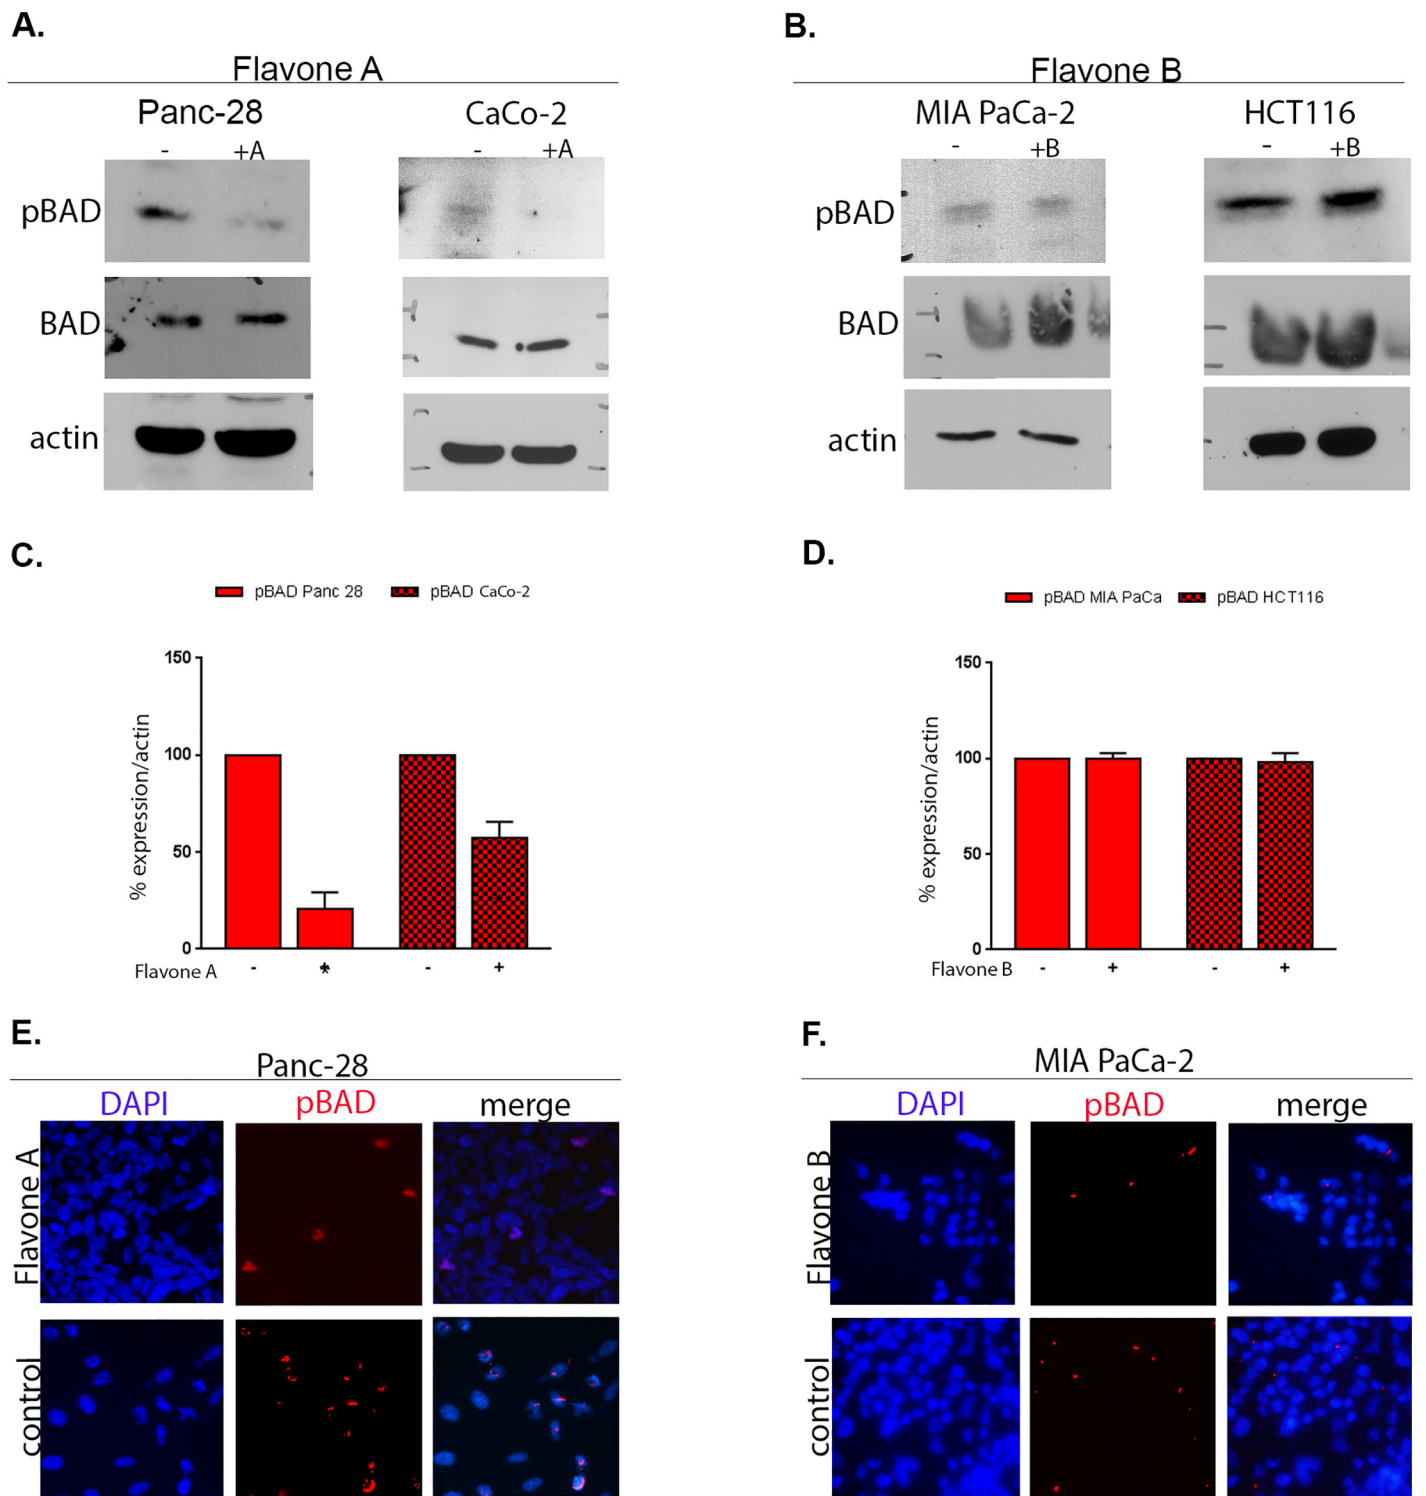 A.
Flavone A
Panc-28 CaCo-2
- +A - +A
pBAD
BAD
actin
B.
Flavone B
MIA PaCa-2 HCT116
- +B - +B
pBAD
BAD
actin
C.
pBAD Panc 28 pBAD CaCo-2
150
100
50
0
% expression/actin
*
Flavone A - * - +
D.
pBAD MIA PaCa pBAD HCT116
150
100
50
0
% expression/actin
Flavone B - + - +
E.
Panc-28
DAPI pBAD merge
Flavone A
control
F.
MIA PaCa-2
DAPI pBAD merge
Flavone B
control